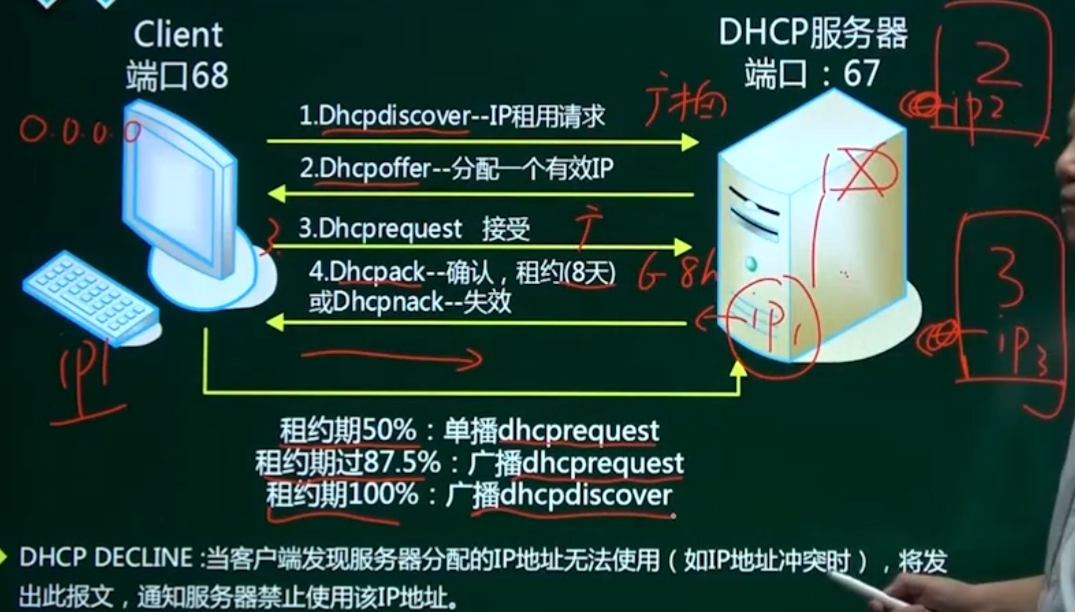 Client
端口68
DHCP服务器
端口：67
2
ip2
0.0.0.0
1.Dhcpdiscover--IP租用请求
广播
2.Dhcpoffer--分配一个有效IP
1
3.Dhcprequest 接受
广
3
ip3
4.Dhcpack--确认，租约(8天)
或Dhcpnack--失效
ip1
IP1
租约期50%：单播dhcprequest
租约期过87.5%：广播dhcprequest
租约期100%：广播dhcpdiscover
DHCP DECLINE :当客户端发现服务器分配的IP地址无法使用（如IP地址冲突时），将发
出此报文，通知服务器禁止使用该IP地址。